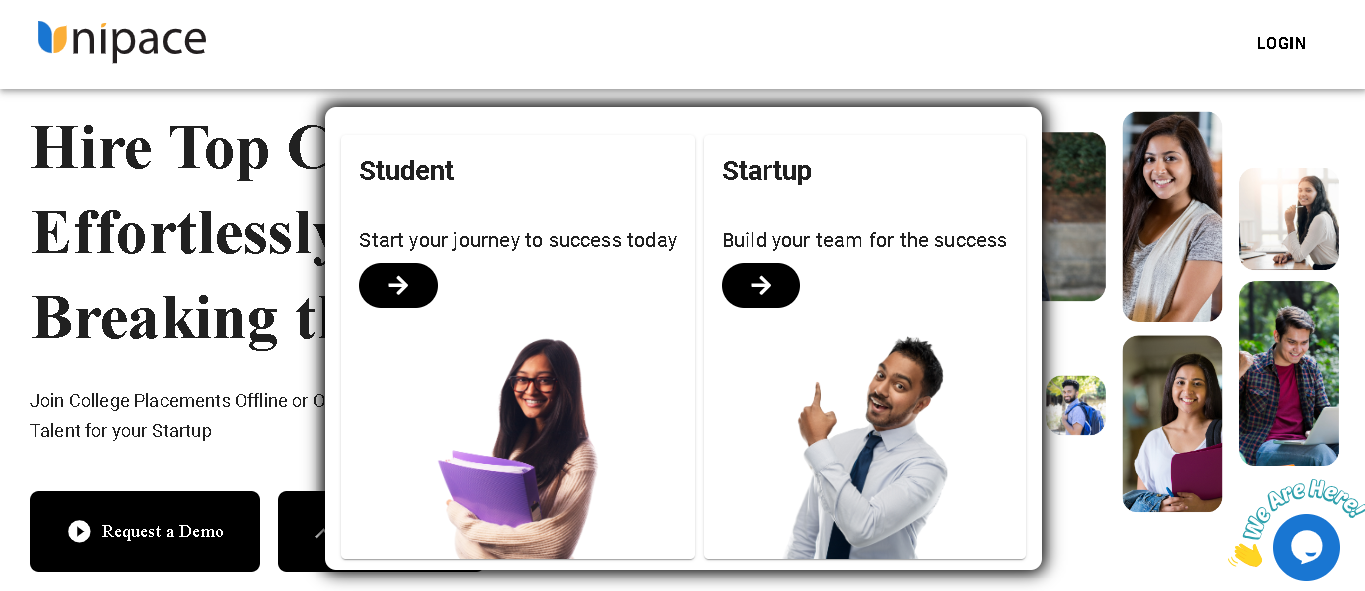 Unipace
LOGIN
Hire Top
Effortlessly
Breaking
Join College Placements Offline or
Talent for your Startup
Request a Demo
Student
Start your journey to success today
Startup
Build your team for the success
We Are Here!